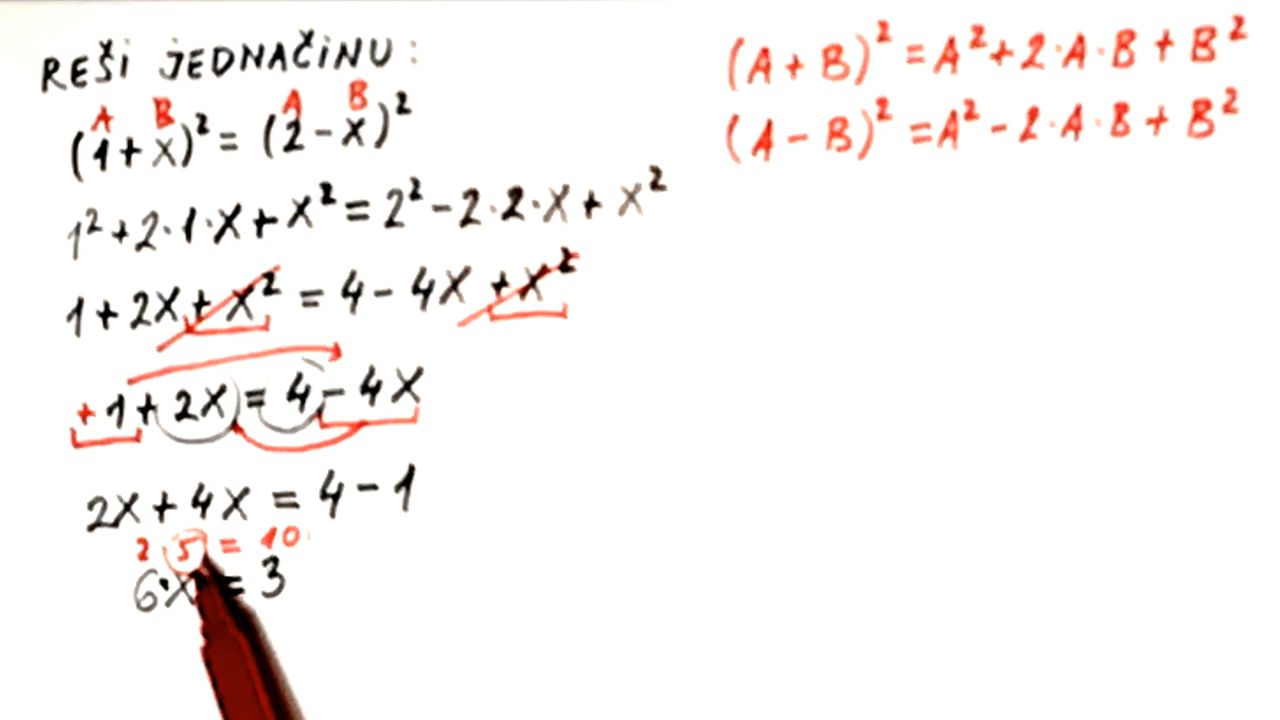 REŠI JEDNAČINU:
A B A B
(1+x)² = (2-x)²
1² + 2·1·x + x² = 2² - 2·2·x + x²
1 + 2x + x² = 4 - 4x + x²
+1 + 2x = 4 - 4x
2x + 4x = 4 - 1
2 5 = 10
6·x = 3
(A + B)² = A² + 2·A·B + B²
(A - B)² = A² - 2·A·B + B²